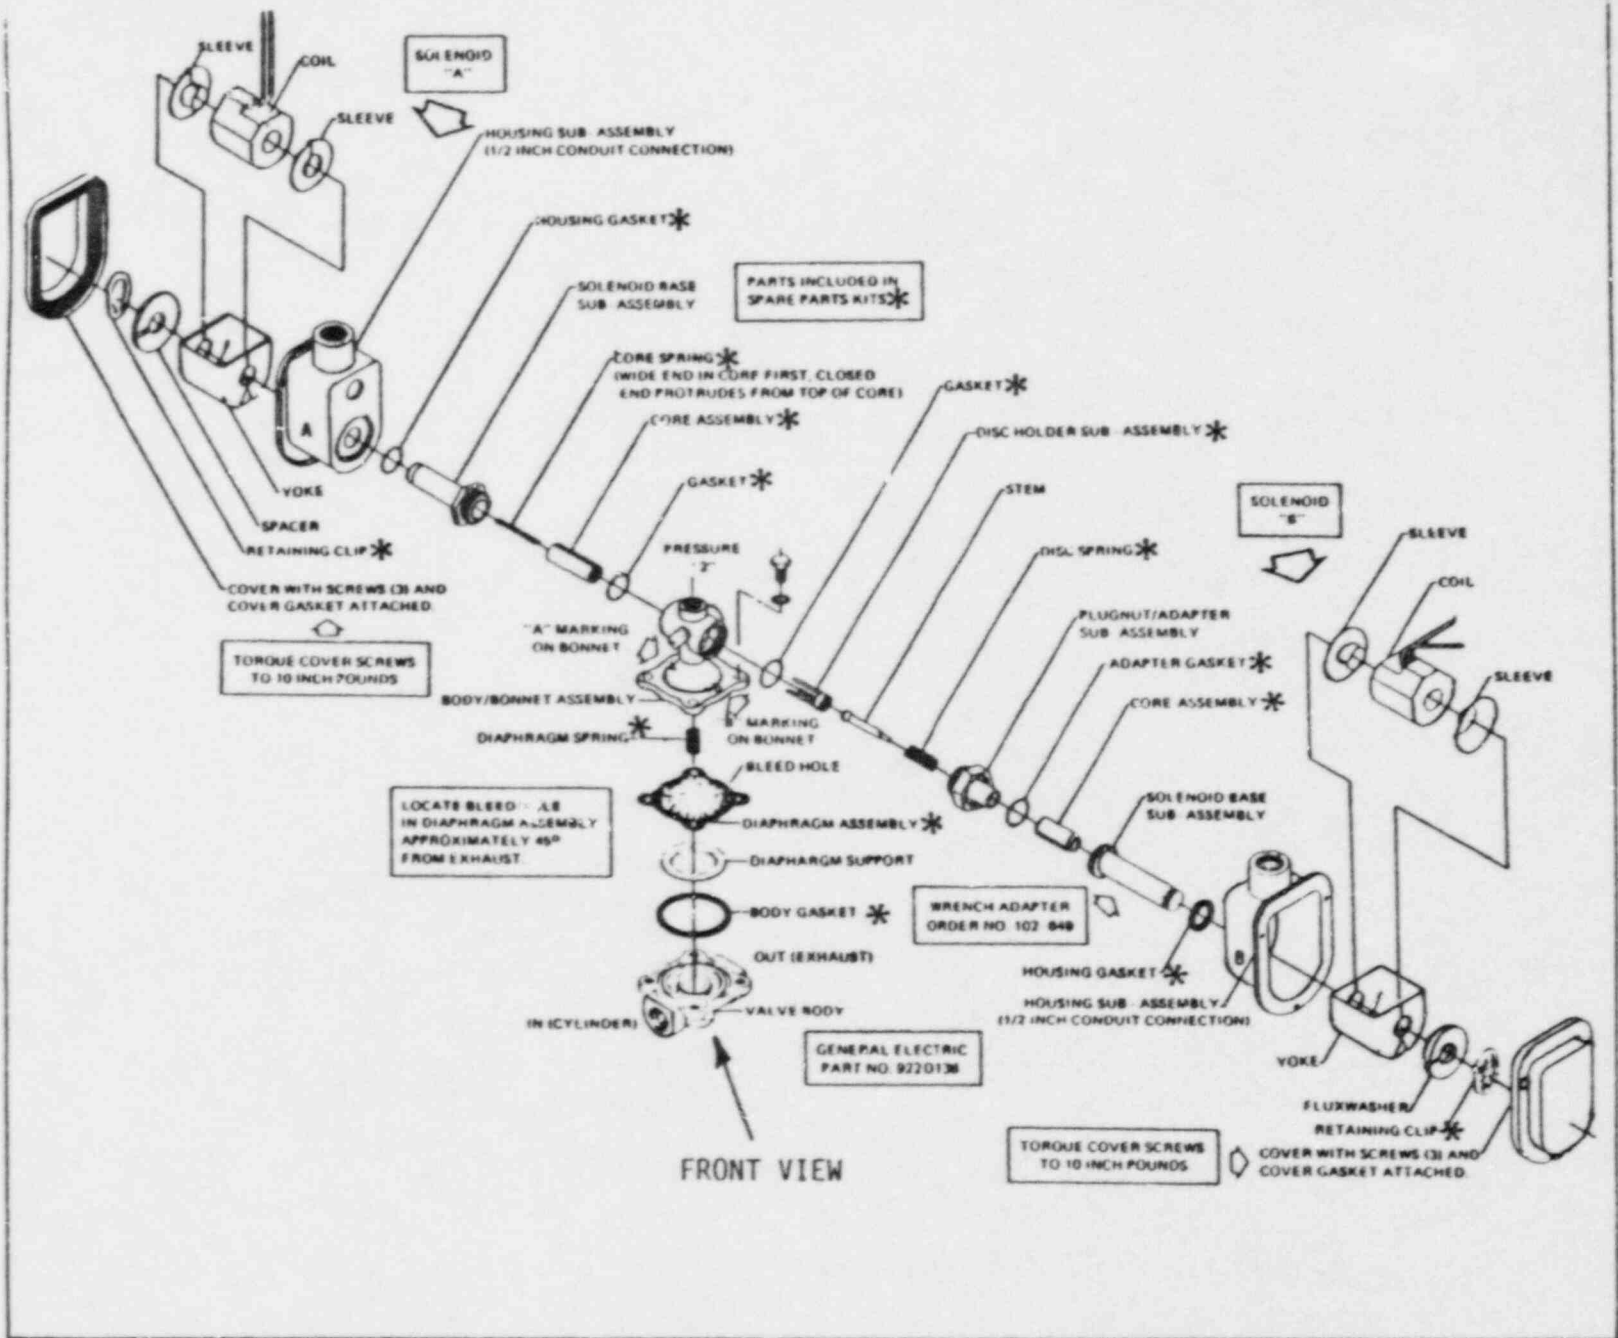 SLEEVE
COIL
SOLENOID
"A"
SLEEVE
HOUSING SUB-ASSEMBLY
(1/2 INCH CONDUIT CONNECTION)
HOUSING GASKET*
SOLENOID BASE
SUB-ASSEMBLY
PARTS INCLUDED IN
SPARE PARTS KITS*
CORE SPRING*
(WIDE END IN CORE FIRST, CLOSED
END PROTRUDES FROM TOP OF CORE)
GASKET*
CORE ASSEMBLY*
DISC HOLDER SUB-ASSEMBLY*
A
GASKET*
STEM
YOKE
SOLENOID
SPACER
RETAINING CLIP*
PRESSURE
"2"
DISC SPRING*
SLEEVE
COIL
COVER WITH SCREWS (3) AND
COVER GASKET ATTACHED.
"A" MARKING
ON BONNET
PLUGNUT/ADAPTER
SUB-ASSEMBLY
TORQUE COVER SCREWS
TO 10 INCH POUNDS
ADAPTER GASKET*
SLEEVE
BODY/BONNET ASSEMBLY
CORE ASSEMBLY*
MARKING
ON BONNET
DIAPHRAGM SPRING*
BLEED HOLE
LOCATE BLEED
IN DIAPHRAGM ASSEMBLY
APPROXIMATELY 45°
FROM EXHAUST.
SOLENOID BASE
SUB-ASSEMBLY
DIAPHRAGM ASSEMBLY*
DIAPHARGM SUPPORT
BODY GASKET *
WRENCH ADAPTER
ORDER NO. 102
OUT (EXHAUST)
B
HOUSING GASKET*
HOUSING SUB-ASSEMBLY
(1/2 INCH CONDUIT CONNECTION)
VALVE BODY
IN (CYLINDER)
GENERAL ELECTRIC
PART NO.
YOKE
FLUXWASHER
RETAINING CLIP*
TORQUE COVER SCREWS
TO 10 INCH POUNDS
COVER WITH SCREWS (3) AND
COVER GASKET ATTACHED.
FRONT VIEW